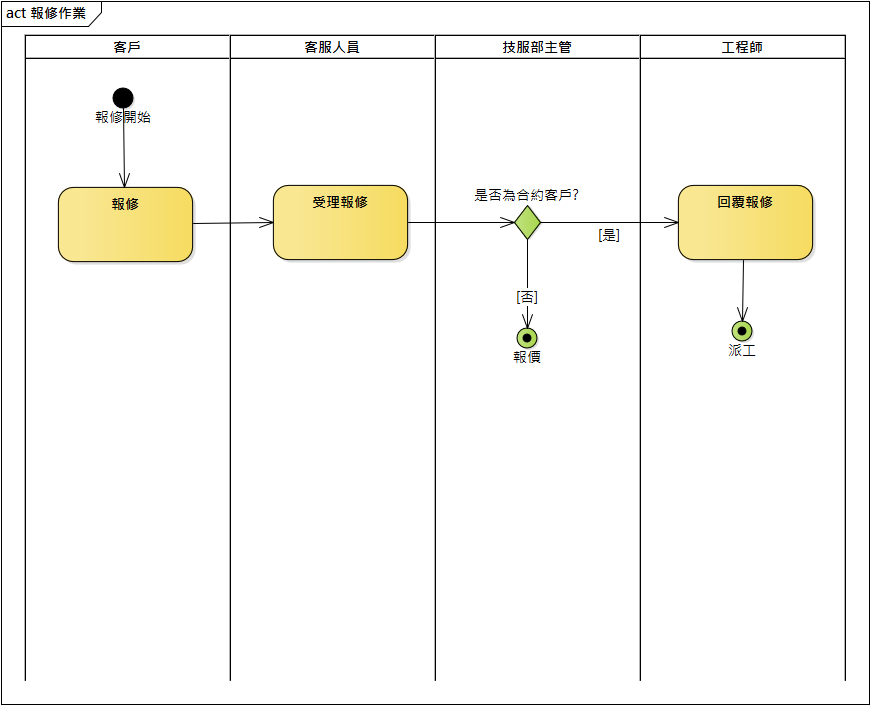 act 報修作業
客戶
客服人員
技服部主管
工程師
報修開始
報修
受理報修
是否為合約客戶?
回覆報修
[是]
[否]
報價
派工